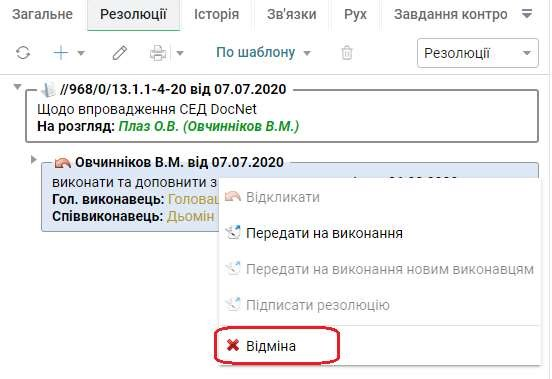 Загальне Резолюції Історія Зв'язки Рух Завдання контро
По шаблону Резолюції
//968/0/13.1.1-4-20 від 07.07.2020
Щодо впровадження СЕД DocNet
На розгляд: Плаз О.В. (Овчинніков В.М.)
Овчинніков В.М. від 07.07.2020
виконати та доповнити з
Гол. виконавець: Головац
Співвиконавець: Дьомін
Відкликати
Передати на виконання
Передати на виконання новим виконавцям
Підписати резолюцію
Відміна